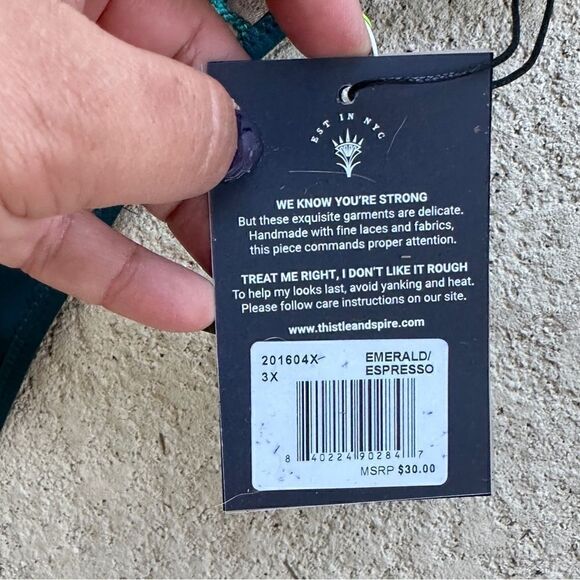 EST IN NYC
WE KNOW YOU'RE STRONG
But these exquisite garments are delicate.
Handmade with fine laces and fabrics,
this piece commands proper attention.
TREAT ME RIGHT, I DON'T LIKE IT ROUGH
To help my looks last, avoid yanking and heat.
Please follow care instructions on our site.
www.thistleandspire.com
201604X EMERALD/
3X ESPRESSO
8 40224 90284 7
MSRP $30.00